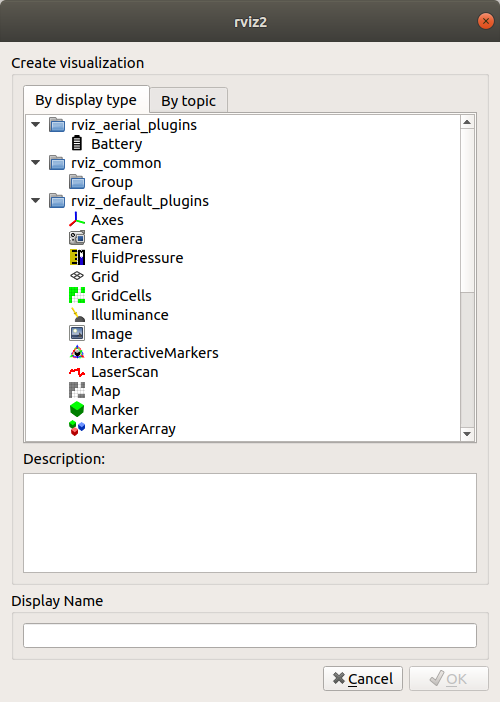 rviz2
Create visualization
By display type
By topic
rviz_aerial_plugins
Battery
rviz_common
Group
rviz_default_plugins
Axes
Camera
FluidPressure
Grid
GridCells
Illuminance
Image
InteractiveMarkers
LaserScan
Map
Marker
MarkerArray
Description:
Display Name
Cancel
OK